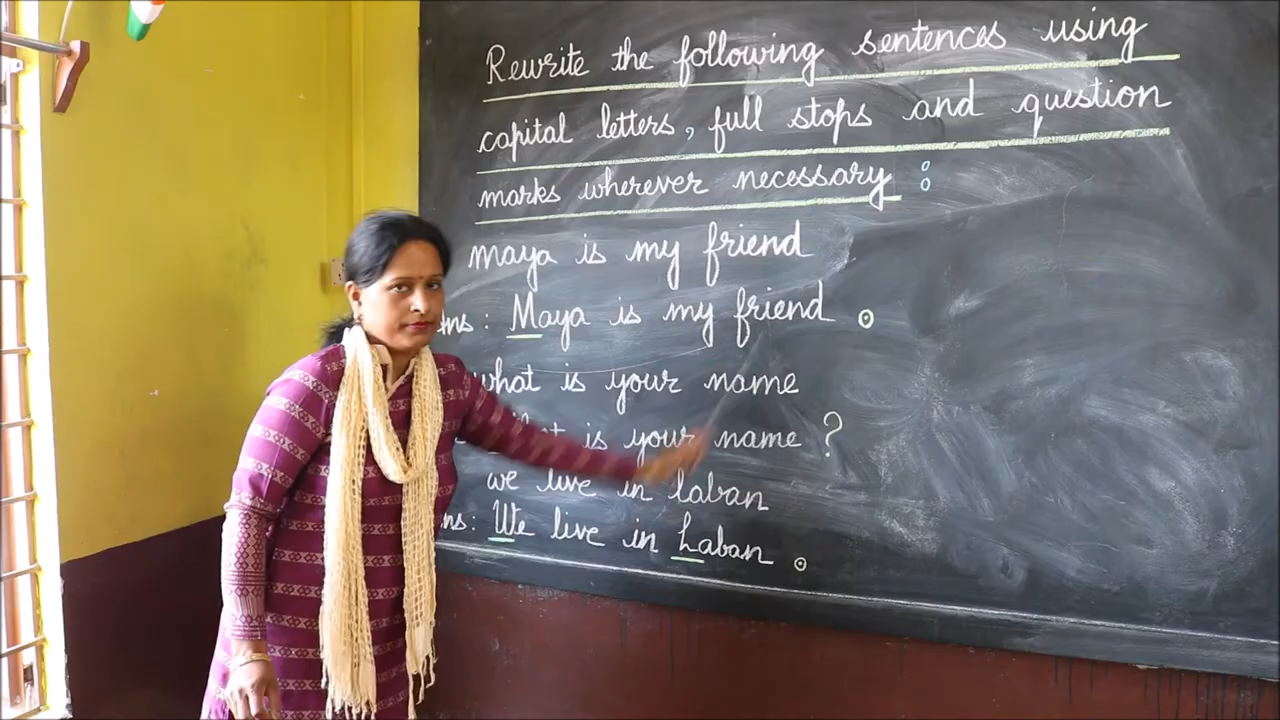 Rewrite the following sentences using
capital letters, full stops and question
marks wherever necessary :
maya is my friend
Ans : Maya is my friend .
what is your name
is your name ?
we live in laban
Ans : We live in Laban .